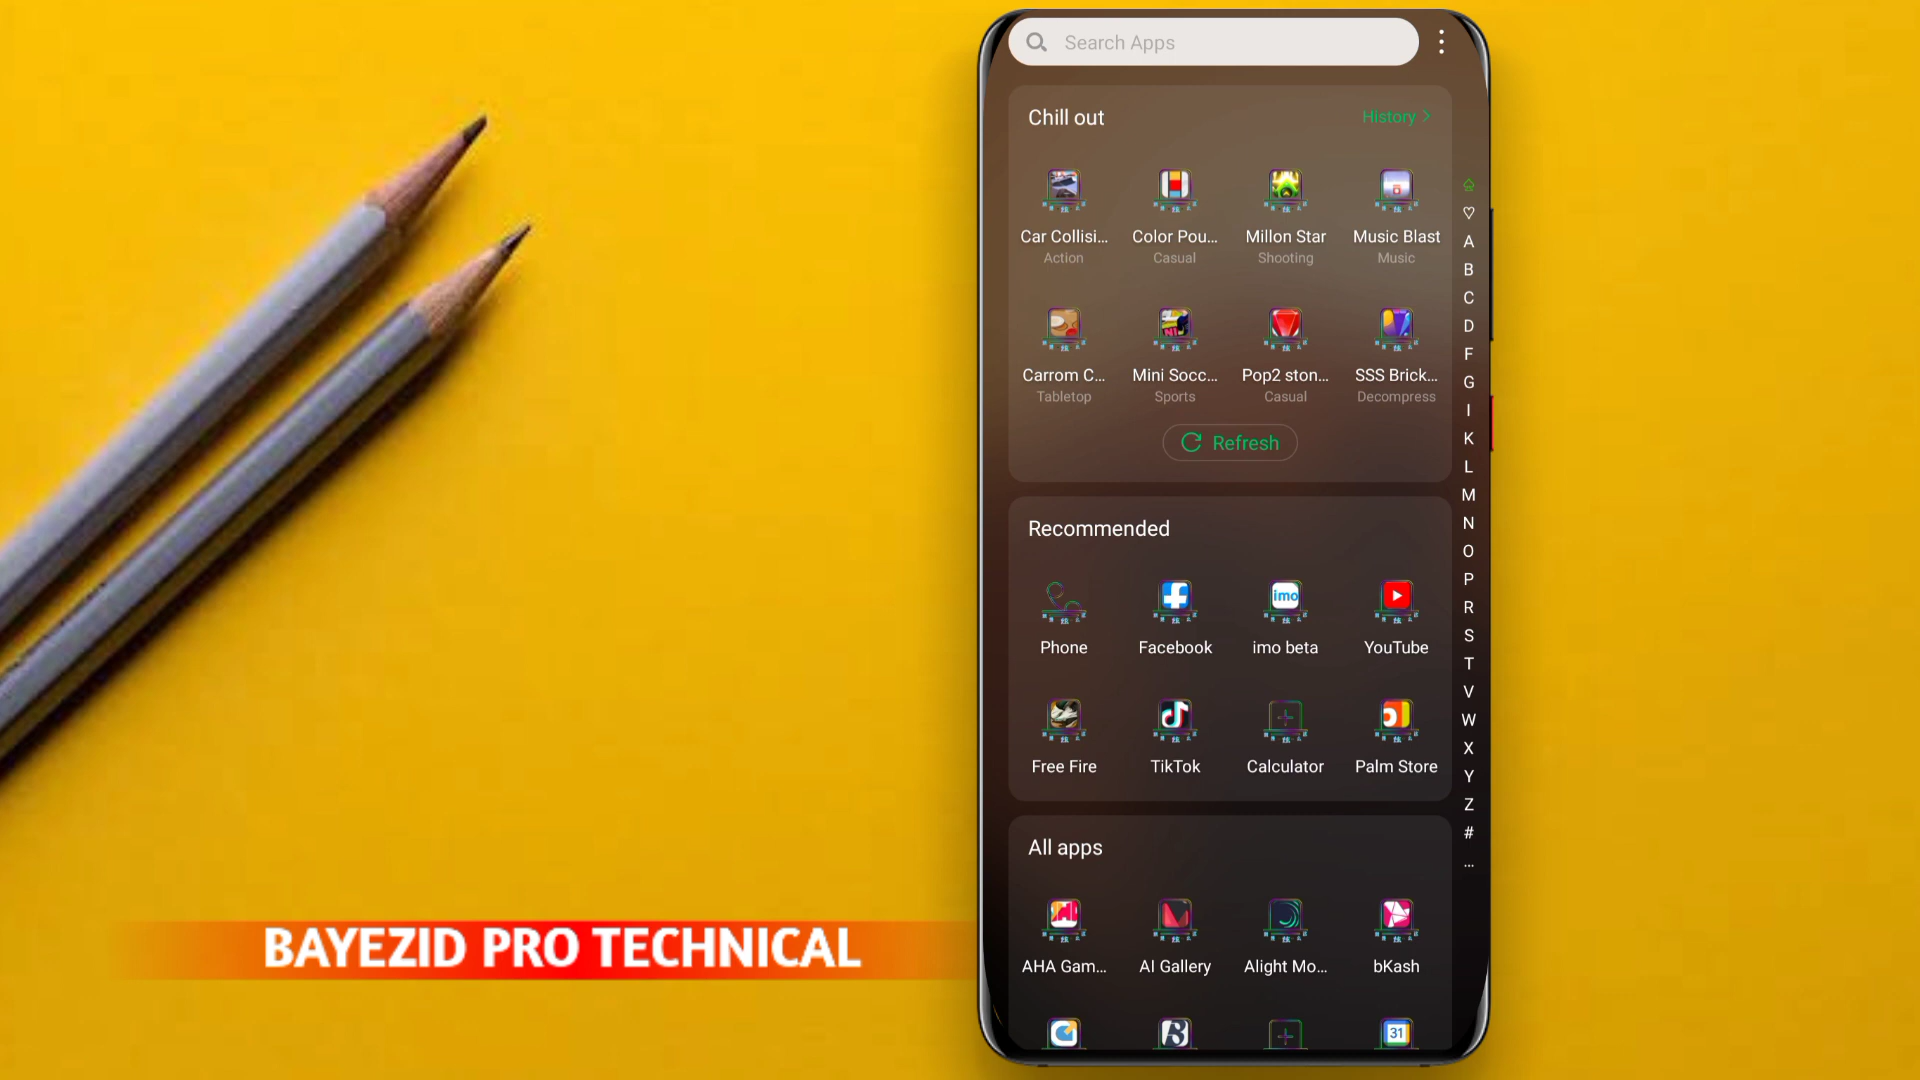 Search Apps
Chill out
History
Car Collisi...
Color Pou...
Millon Star
Music Blast
Action
Casual
Shooting
Music
Carrom C...
Mini Socc...
Pop2 ston...
SSS Brick...
Tabletop
Sports
Casual
Decompress
Refresh
Recommended
imo
Phone
Facebook
imo beta
YouTube
Free Fire
TikTok
Calculator
Palm Store
All apps
AHA Gam...
AI Gallery
Alight Mo...
bKash
31
A
B
C
D
F
G
I
K
L
M
N
O
P
R
S
T
V
W
X
Y
Z
#
...
BAYEZID PRO TECHNICAL